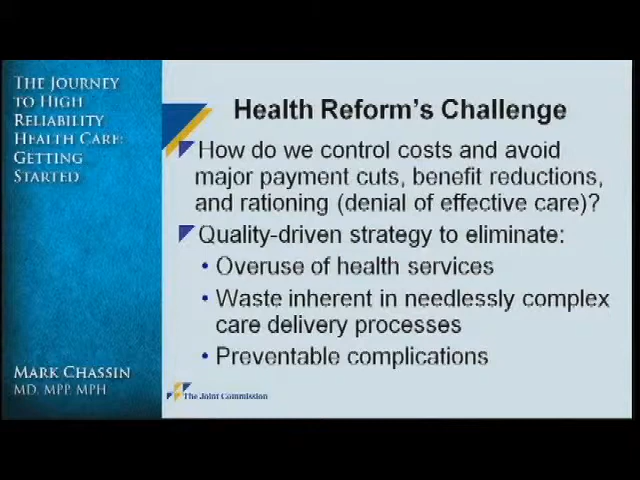 THE JOURNEY
TO HIGH
RELIABILITY
HEALTH CARE:
GETTING
STARTED
MARK CHASSIN
MD, MPP, MPH
Health Reform's Challenge
How do we control costs and avoid
major payment cuts, benefit reductions,
and rationing (denial of effective care)?
Quality-driven strategy to eliminate:
• Overuse of health services
• Waste inherent in needlessly complex
care delivery processes
• Preventable complications
The Joint Commission